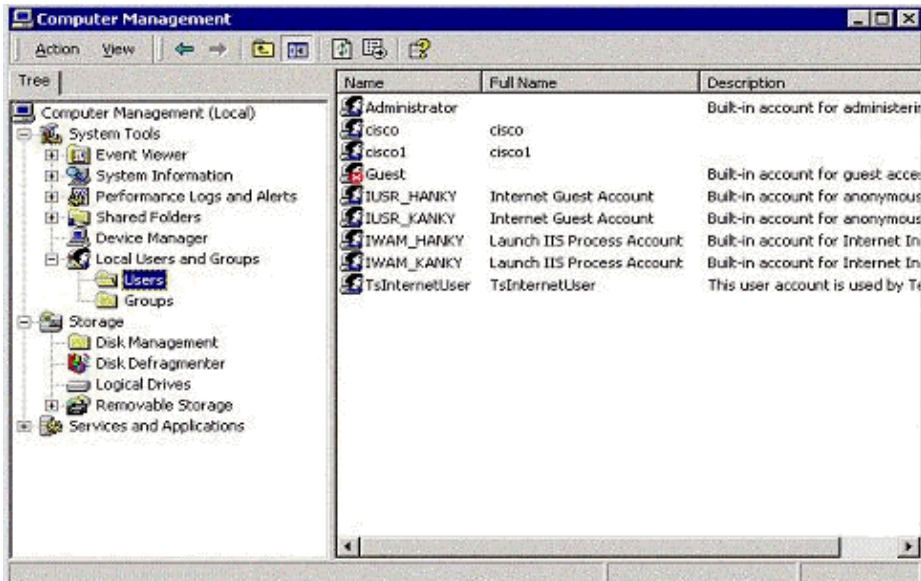 Computer Management
Action View
Tree
Computer Management (Local)
System Tools
Event Viewer
System Information
Performance Logs and Alerts
Shared Folders
Device Manager
Local Users and Groups
Users
Groups
Storage
Disk Management
Disk Defragmenter
Logical Drives
Removable Storage
Services and Applications
Name Full Name Description
Administrator Built-in account for administerin
cisco cisco
cisco1 cisco1
Guest Built-in account for guest acce
IUSR_HANKY Internet Guest Account Built-in account for anonymous
IUSR_KANKY Internet Guest Account Built-in account for anonymous
IWAM_HANKY Launch IIS Process Account Built-in account for Internet In
IWAM_KANKY Launch IIS Process Account Built-in account for Internet In
TsInternetUser TsInternetUser This user account is used by Te